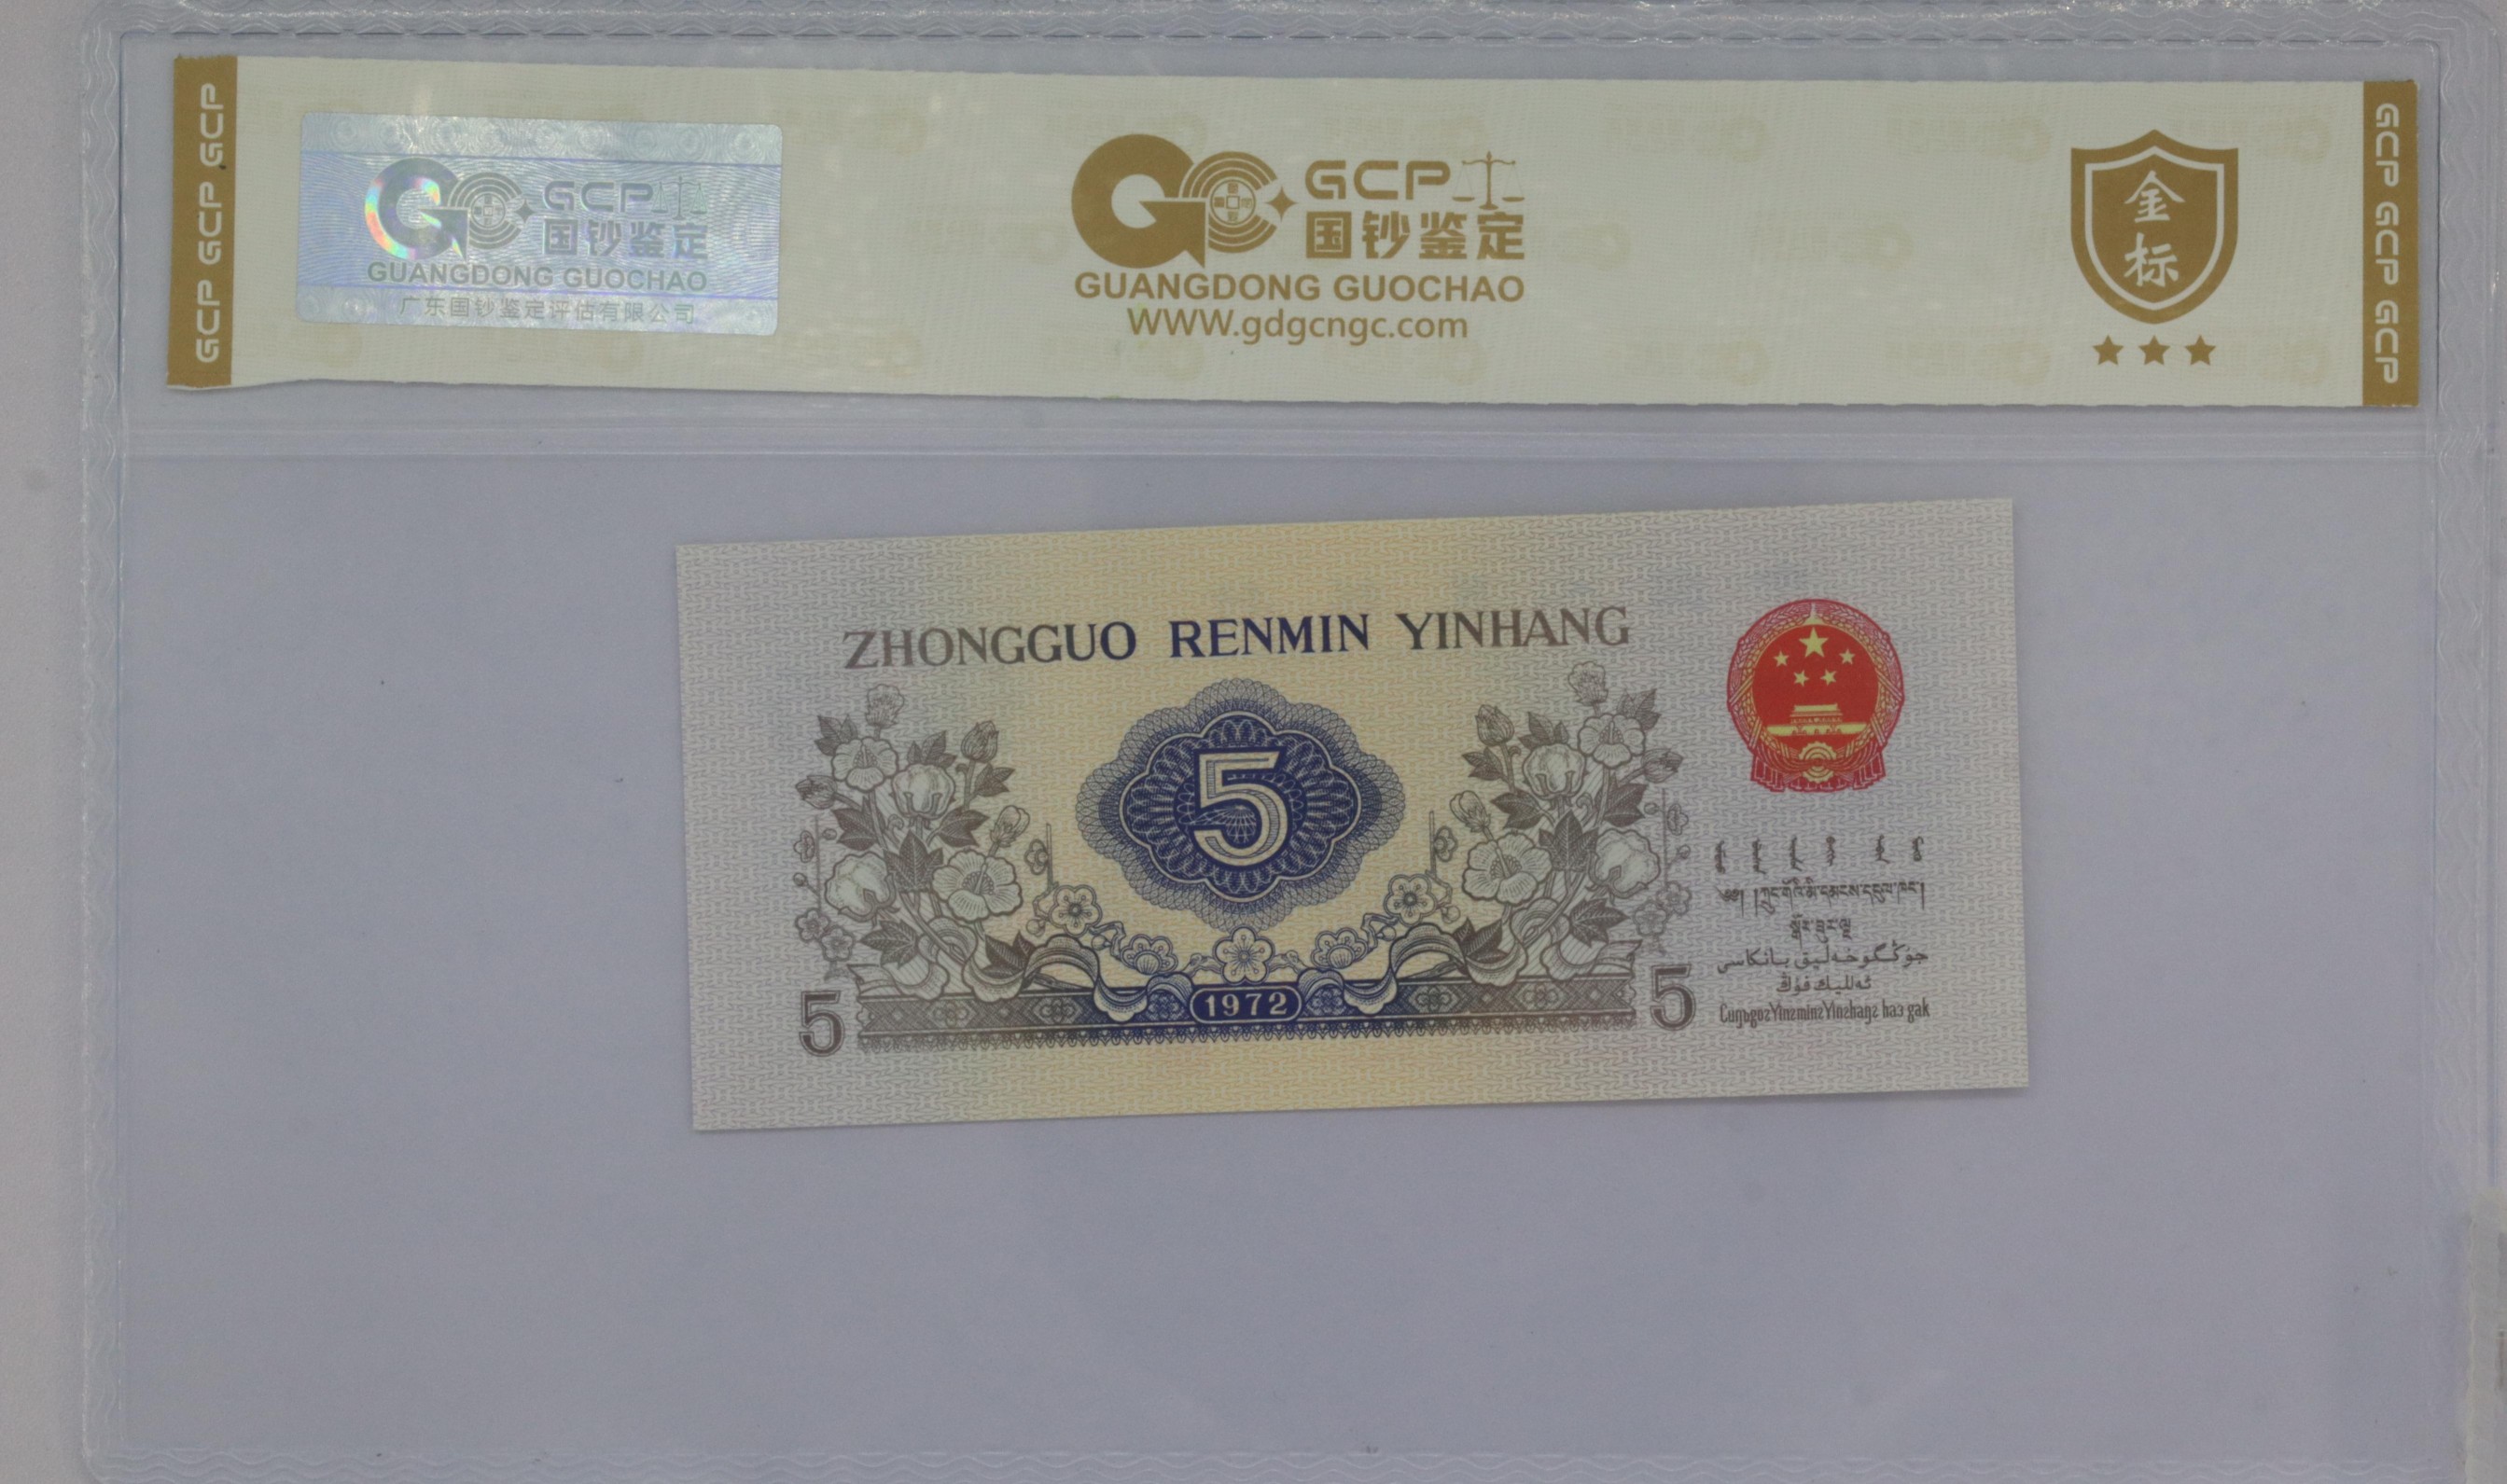 GCP GCP GCP
GCP
国钞鉴定
GUANGDONG GUOCHAO
广东国钞鉴定评估有限公司
GCP
国钞鉴定
GUANGDONG GUOCHAO
WWW.gdgcngc.com
金
标
GCP GCP GCP
ZHONGGUO RENMIN YINHANG
5
1972
5
5
جۇڭگوخەلىق بانكاسى